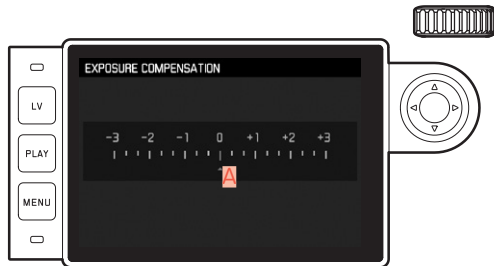 EXPOSURE COMPENSATION
LV
-3 -2 -1 0 +1 +2 +3
A
PLAY
MENU